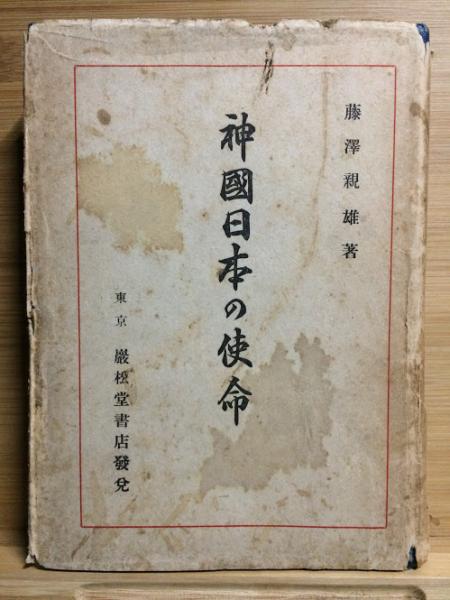 藤澤親雄著
神國日本の使命
東京 巖松堂書店發兌